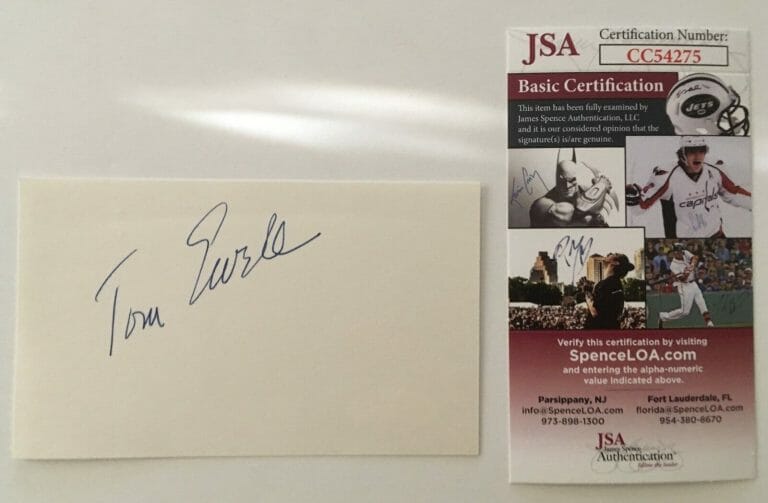 Tom Ewell
JSA
Certification Number:
CC54275
Basic Certification
This item has been fully examined by
James Spence Authentication, LLC
and it is our considered opinion that the
signature(s) is/are genuine.
JETS
capitals
Verify this certification by visiting
SpenceLOA.com
and entering the alpha-numeric
value indicated above.
Parsippany, NJ
info@SpenceLOA.com
973-898-1300
Fort Lauderdale, FL
florida@SpenceLOA.com
954-380-8670
JSA
James Spence
Authentication